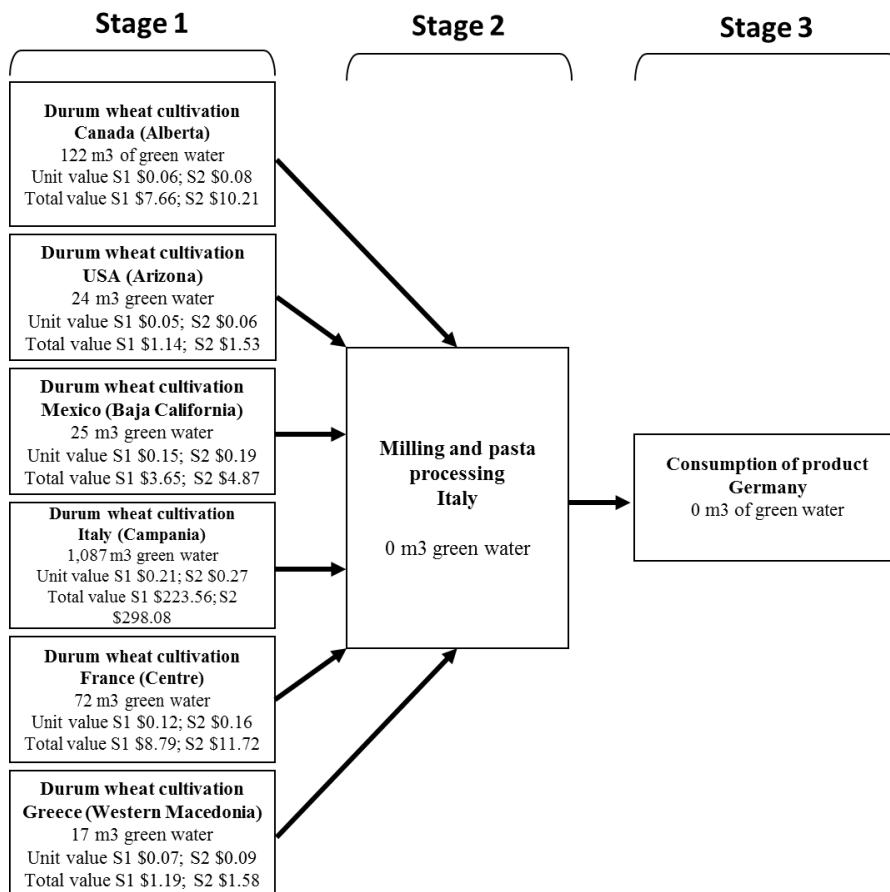 Stage 1
Stage 2
Stage 3
Durum wheat cultivation
Canada (Alberta)
122 m3 of green water
Unit value S1 $0.06; S2 $0.08
Total value S1 $7.66; S2 $10.21
Durum wheat cultivation
USA (Arizona)
24 m3 green water
Unit value S1 $0.05; S2 $0.06
Total value S1 $1.14; S2 $1.53
Durum wheat cultivation
Mexico (Baja California)
25 m3 green water
Unit value S1 $0.15; S2 $0.19
Total value S1 $3.65; S2 $4.87
Durum wheat cultivation
Italy (Campania)
1,087 m3 green water
Unit value S1 $0.21; S2 $0.27
Total value S1 $223.56; S2
$298.08
Durum wheat cultivation
France (Centre)
72 m3 green water
Unit value S1 $0.12; S2 $0.16
Total value S1 $8.79; S2 $11.72
Durum wheat cultivation
Greece (Western Macedonia)
17 m3 green water
Unit value S1 $0.07; S2 $0.09
Total value S1 $1.19; S2 $1.58
Milling and pasta
processing
Italy
0 m3 green water
Consumption of product
Germany
0 m3 of green water